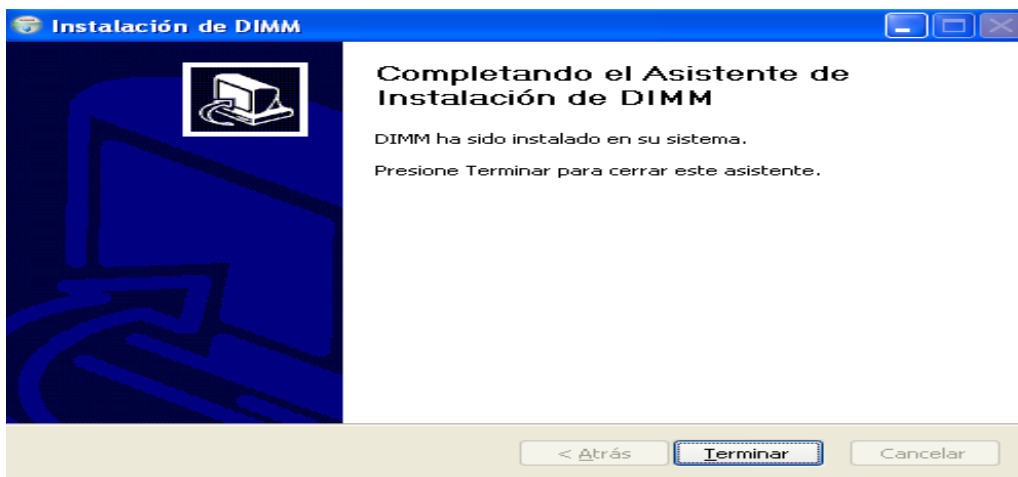 Instalación de DIMM
Completando el Asistente de
Instalación de DIMM
DIMM ha sido instalado en su sistema.
Presione Terminar para cerrar este asistente.
< Atrás
Terminar
Cancelar